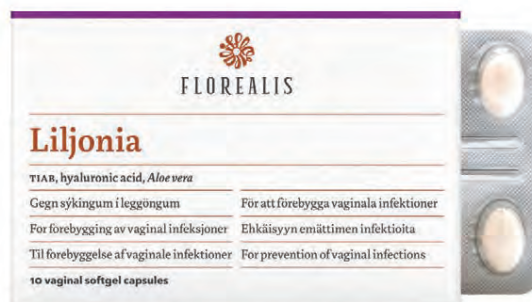 FLOREALIS
Liljonia
TIAB, hyaluronic acid, Aloe vera
Gegn sýkingum í leggöngum
För att förebygga vaginala infektioner
For forebygging av vaginal infeksjoner
Ehkäisyyn emättimen infektioita
Til forebyggelse af vaginale infektioner
For prevention of vaginal infections
10 vaginal softgel capsules